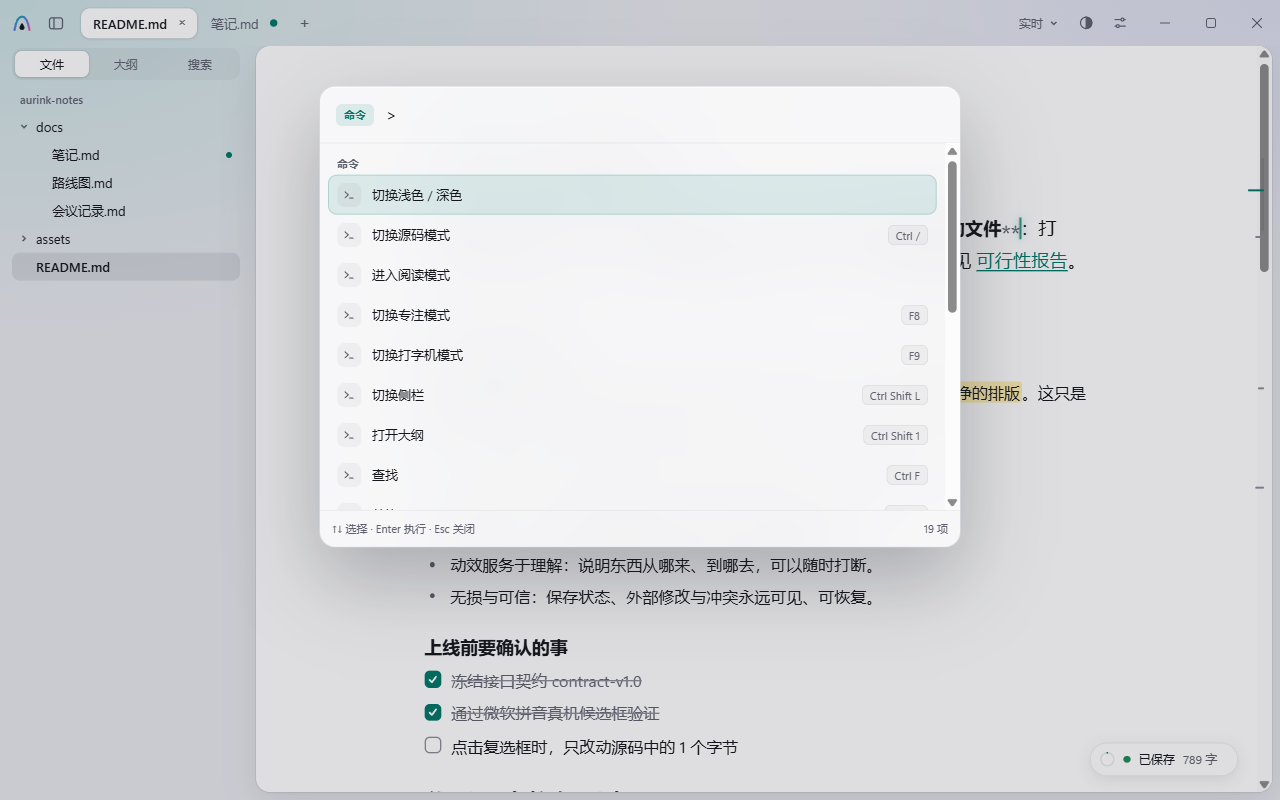 README.md
笔记.md
实时
文件
大纲
搜索
aurink-notes
docs
笔记.md
路线图.md
会议记录.md
assets
README.md
命令 >
命令
切换浅色 / 深色
切换源码模式 Ctrl /
进入阅读模式
切换专注模式 F8
切换打字机模式 F9
切换侧栏 Ctrl Shift L
打开大纲 Ctrl Shift 1
查找 Ctrl F
↑↓ 选择 · Enter 执行 · Esc 关闭
19 项
文件**：打
见 可行性报告。
净的排版。这只是
• 动效服务于理解：说明东西从哪来、到哪去，可以随时打断。
• 无损与可信：保存状态、外部修改与冲突永远可见、可恢复。
上线前要确认的事
冻结接口契约 contract-v1.0
通过微软拼音真机候选框验证
点击复选框时，只改动源码中的 1 个字节
已保存 789 字